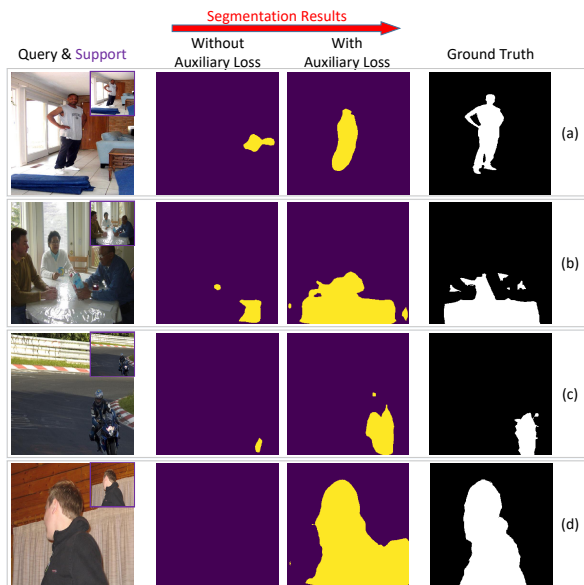 Segmentation Results
Query & Support
Without
Auxiliary Loss
With
Auxiliary Loss
Ground Truth
(a)
(b)
(c)
(d)